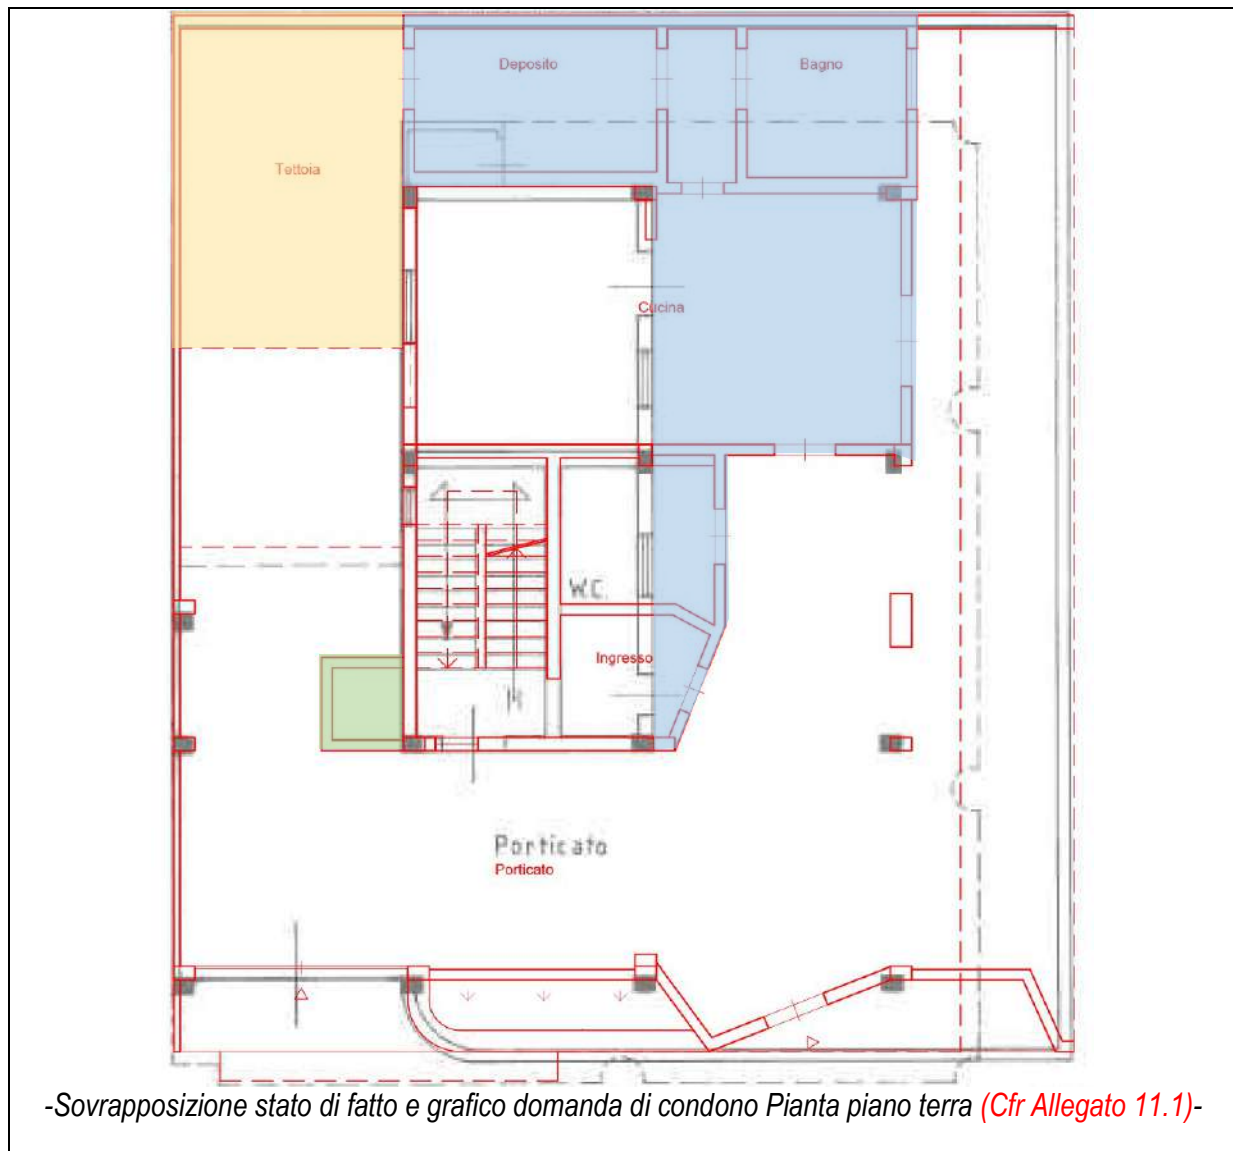 Deposito
Bagno
Tettoia
Cucina
W.C.
Ingresso
Porticato
Porticato
-Sovrapposizione stato di fatto e grafico domanda di condono Pianta piano terra (Cfr Allegato 11.1)-